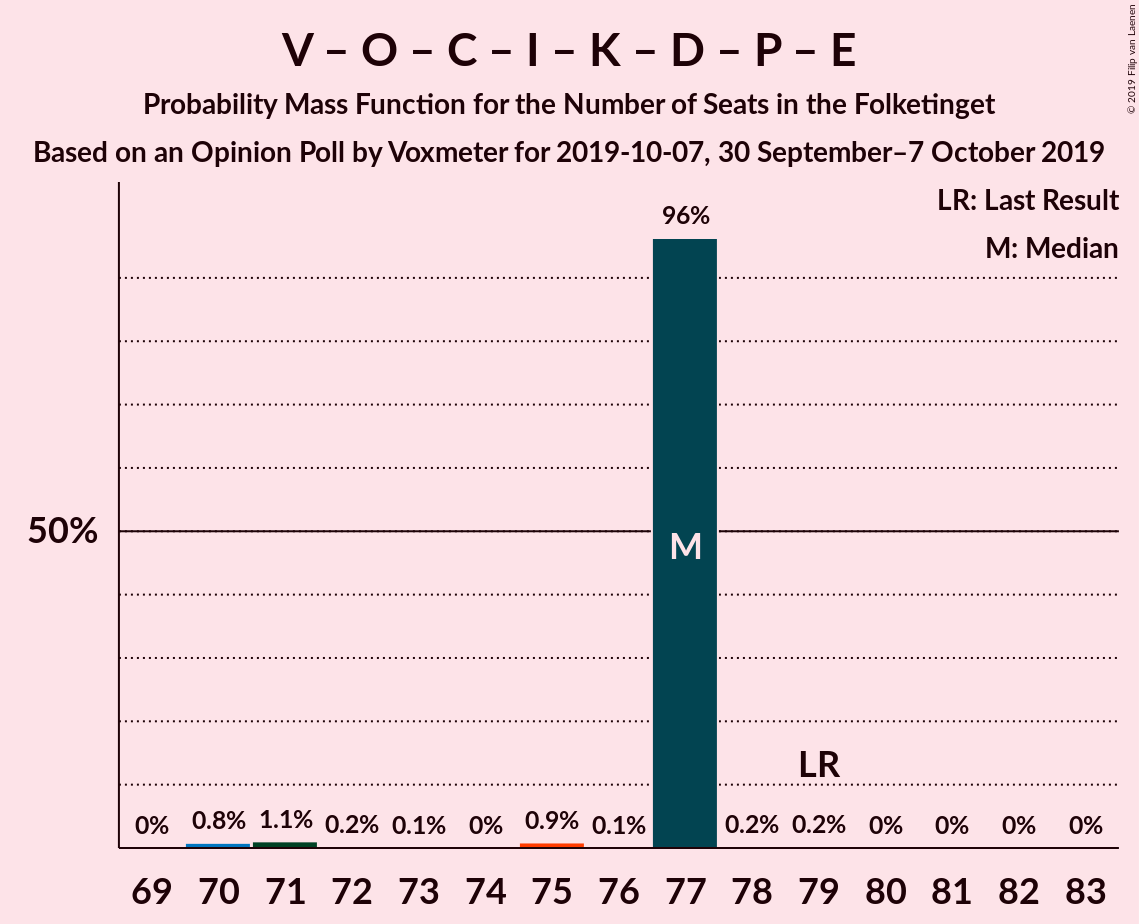 V – O – C – I – K – D – P – E
Probability Mass Function for the Number of Seats in the Folketinget
Based on an Opinion Poll by Voxmeter for 2019-10-07, 30 September–7 October 2019
© 2019 Filip van Laenen
LR: Last Result
M: Median
96%
50%
M
LR
0% 0.8% 1.1% 0.2% 0.1% 0% 0.9% 0.1% 0.2% 0.2% 0% 0% 0% 0%
69 70 71 72 73 74 75 76 77 78 79 80 81 82 83